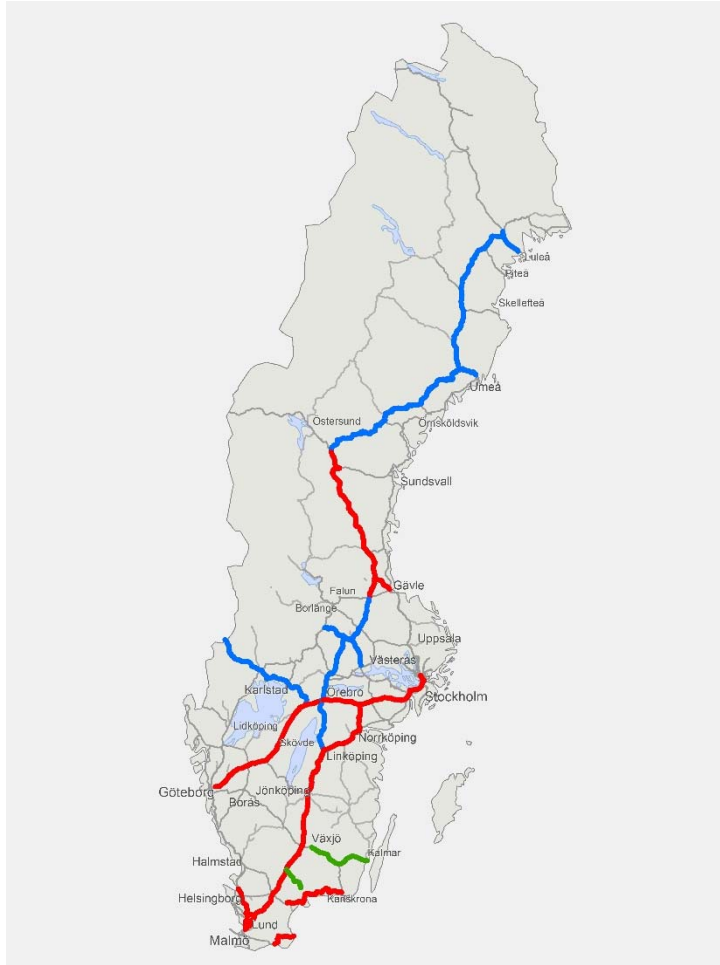 Luleå
Piteå
Skellefteå
Umeå
Östersund
Örnsköldsvik
Sundsvall
Gävle
Falun
Borlänge
Uppsala
Västerås
Karlstad
Örebro
Stockholm
Lidköping
Skövde
Norrköping
Linköping
Göteborg
Jönköping
Borås
Växjö
Kalmar
Halmstad
Helsingborg
Karlskrona
Lund
Malmö